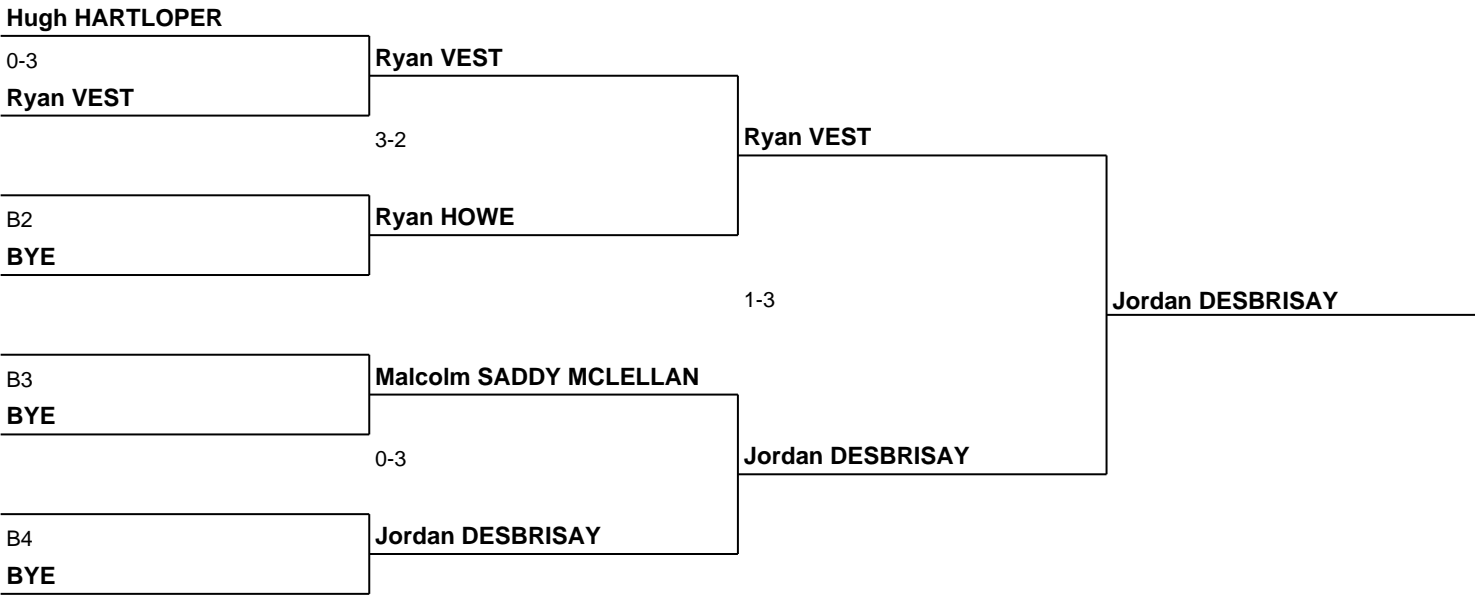 Hugh HARTLOPER
0-3
Ryan VEST
Ryan VEST
3-2
Ryan VEST
B2
BYE
Ryan HOWE
1-3
Jordan DESBRISAY
B3
BYE
Malcolm SADDY MCLELLAN
0-3
Jordan DESBRISAY
B4
BYE
Jordan DESBRISAY